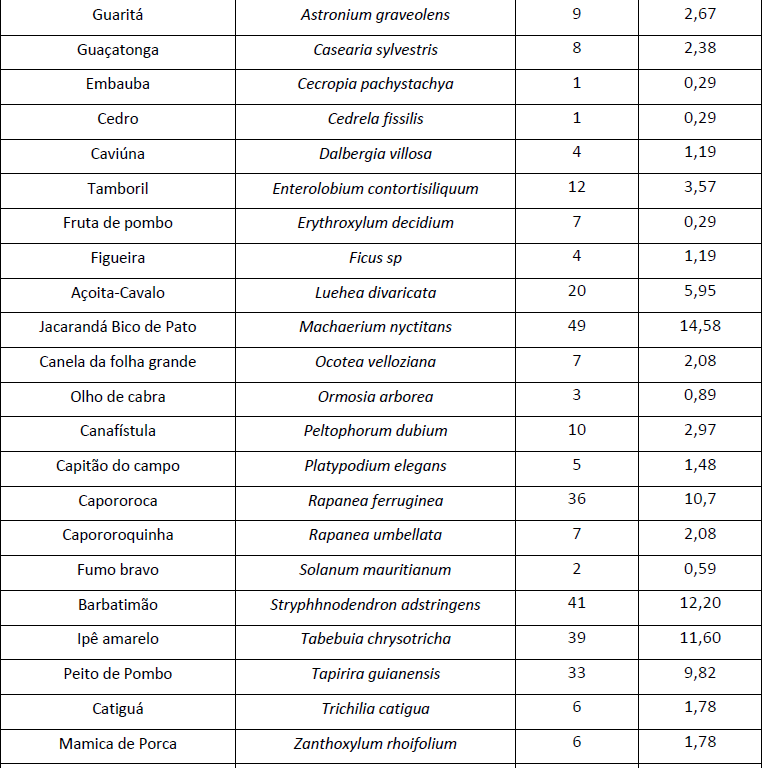 Guaritá Astronium graveolens 9 2,67
Guaçatonga Casearia sylvestris 8 2,38
Embauba Cecropia pachystachya 1 0,29
Cedro Cedrela fissilis 1 0,29
Caviúna Dalbergia villosa 4 1,19
Tamboril Enterolobium contortisiliquum 12 3,57
Fruta de pombo Erythroxylum decidium 7 0,29
Figueira Ficus sp 4 1,19
Açoita-Cavalo Luehea divaricata 20 5,95
Jacarandá Bico de Pato Machaerium nyctitans 49 14,58
Canela da folha grande Ocotea velloziana 7 2,08
Olho de cabra Ormosia arborea 3 0,89
Canafístula Peltophorum dubium 10 2,97
Capitão do campo Platypodium elegans 5 1,48
Capororoca Rapanea ferruginea 36 10,7
Capororoquinha Rapanea umbellata 7 2,08
Fumo bravo Solanum mauritianum 2 0,59
Barbatimão Stryphhnodendron adstringens 41 12,20
Ipê amarelo Tabebuia chrysotricha 39 11,60
Peito de Pombo Tapirira guianensis 33 9,82
Catiguá Trichilia catigua 6 1,78
Mamica de Porca Zanthoxylum rhoifolium 6 1,78